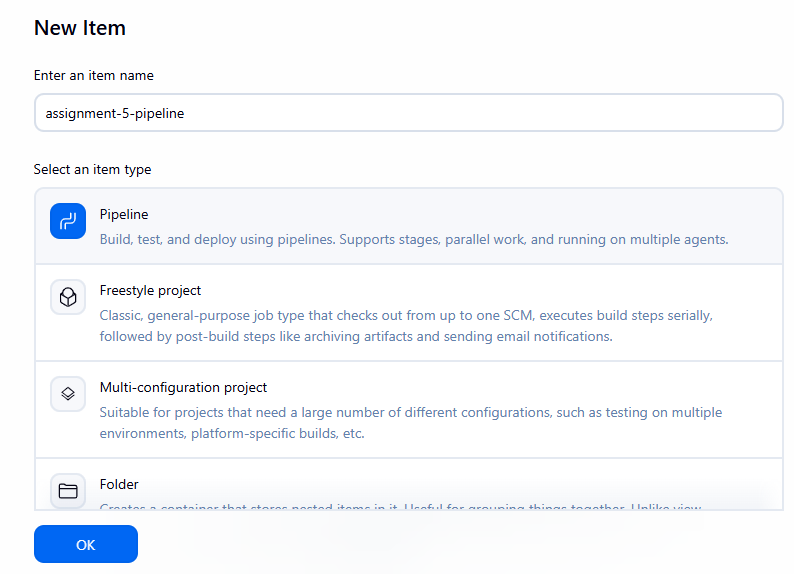 New Item
Enter an item name
assignment-5-pipeline
Select an item type
Pipeline
Build, test, and deploy using pipelines. Supports stages, parallel work, and running on multiple agents.
Freestyle project
Classic, general-purpose job type that checks out from up to one SCM, executes build steps serially,
followed by post-build steps like archiving artifacts and sending email notifications.
Multi-configuration project
Suitable for projects that need a large number of different configurations, such as testing on multiple
environments, platform-specific builds, etc.
Folder
Creates a container that stores nested items in it. Useful for grouping things together. Unlike view,
OK